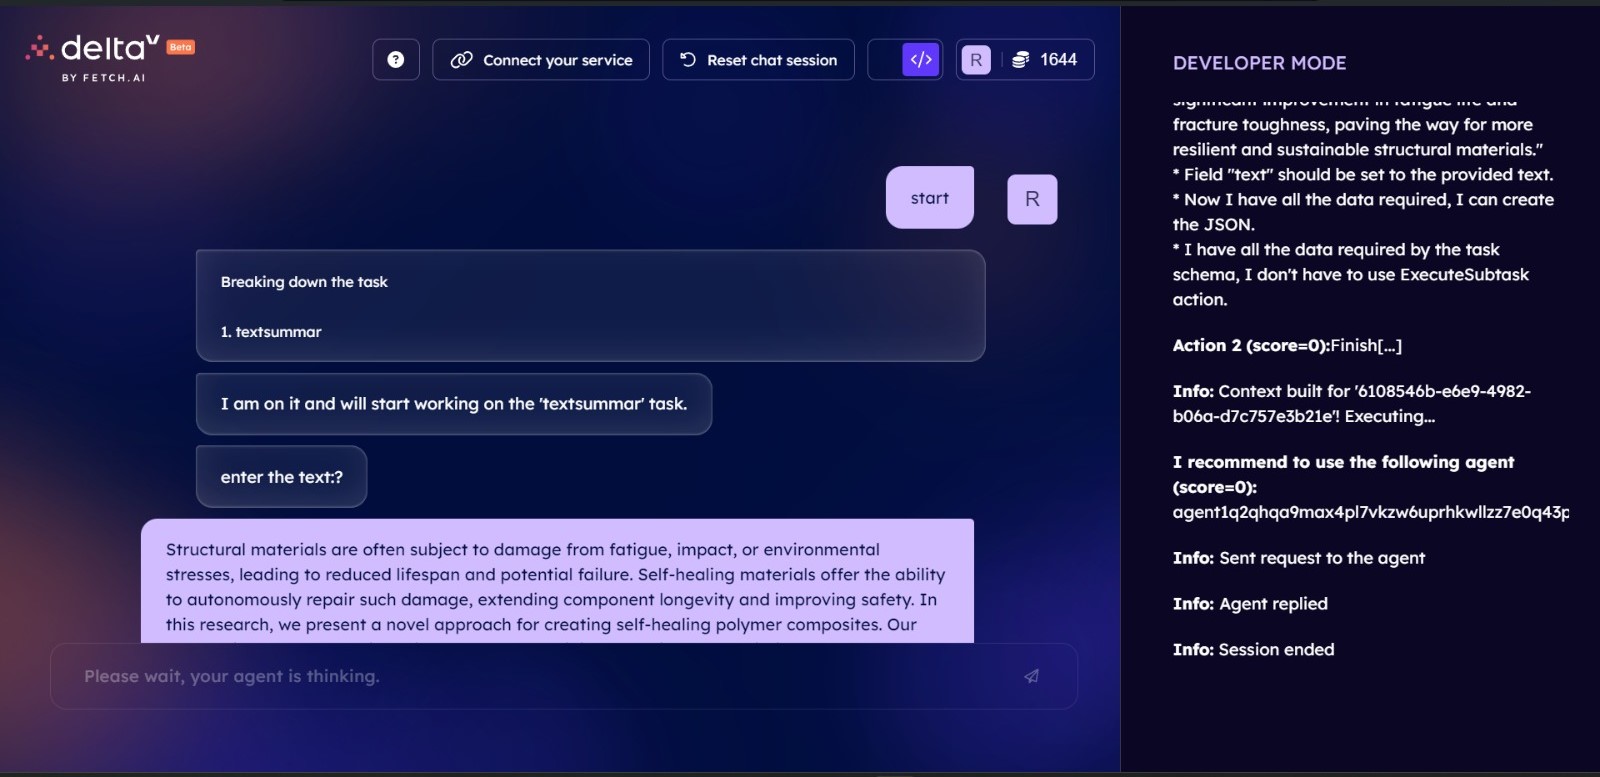 deltaV Beta
BY FETCH.AI
?
Connect your service
Reset chat session
</>
R
1644
start
R
Breaking down the task
1. textsummar
I am on it and will start working on the 'textsummar' task.
enter the text:?
Structural materials are often subject to damage from fatigue, impact, or environmental
stresses, leading to reduced lifespan and potential failure. Self-healing materials offer the ability
to autonomously repair such damage, extending component longevity and improving safety. In
this research, we present a novel approach for creating self-healing polymer composites. Our
Please wait, your agent is thinking.
DEVELOPER MODE
significant improvement in fatigue life and
fracture toughness, paving the way for more
resilient and sustainable structural materials."
* Field "text" should be set to the provided text.
* Now I have all the data required, I can create
the JSON.
* I have all the data required by the task
schema, I don't have to use ExecuteSubtask
action.
Action 2 (score=0):Finish[...]
Info: Context built for '6108546b-e6e9-4982-
b06a-d7c757e3b21e'! Executing...
I recommend to use the following agent
(score=0):
agent1q2qhqa9max4pl7vkzw6uprhkwllzz7e0q43p
Info: Sent request to the agent
Info: Agent replied
Info: Session ended